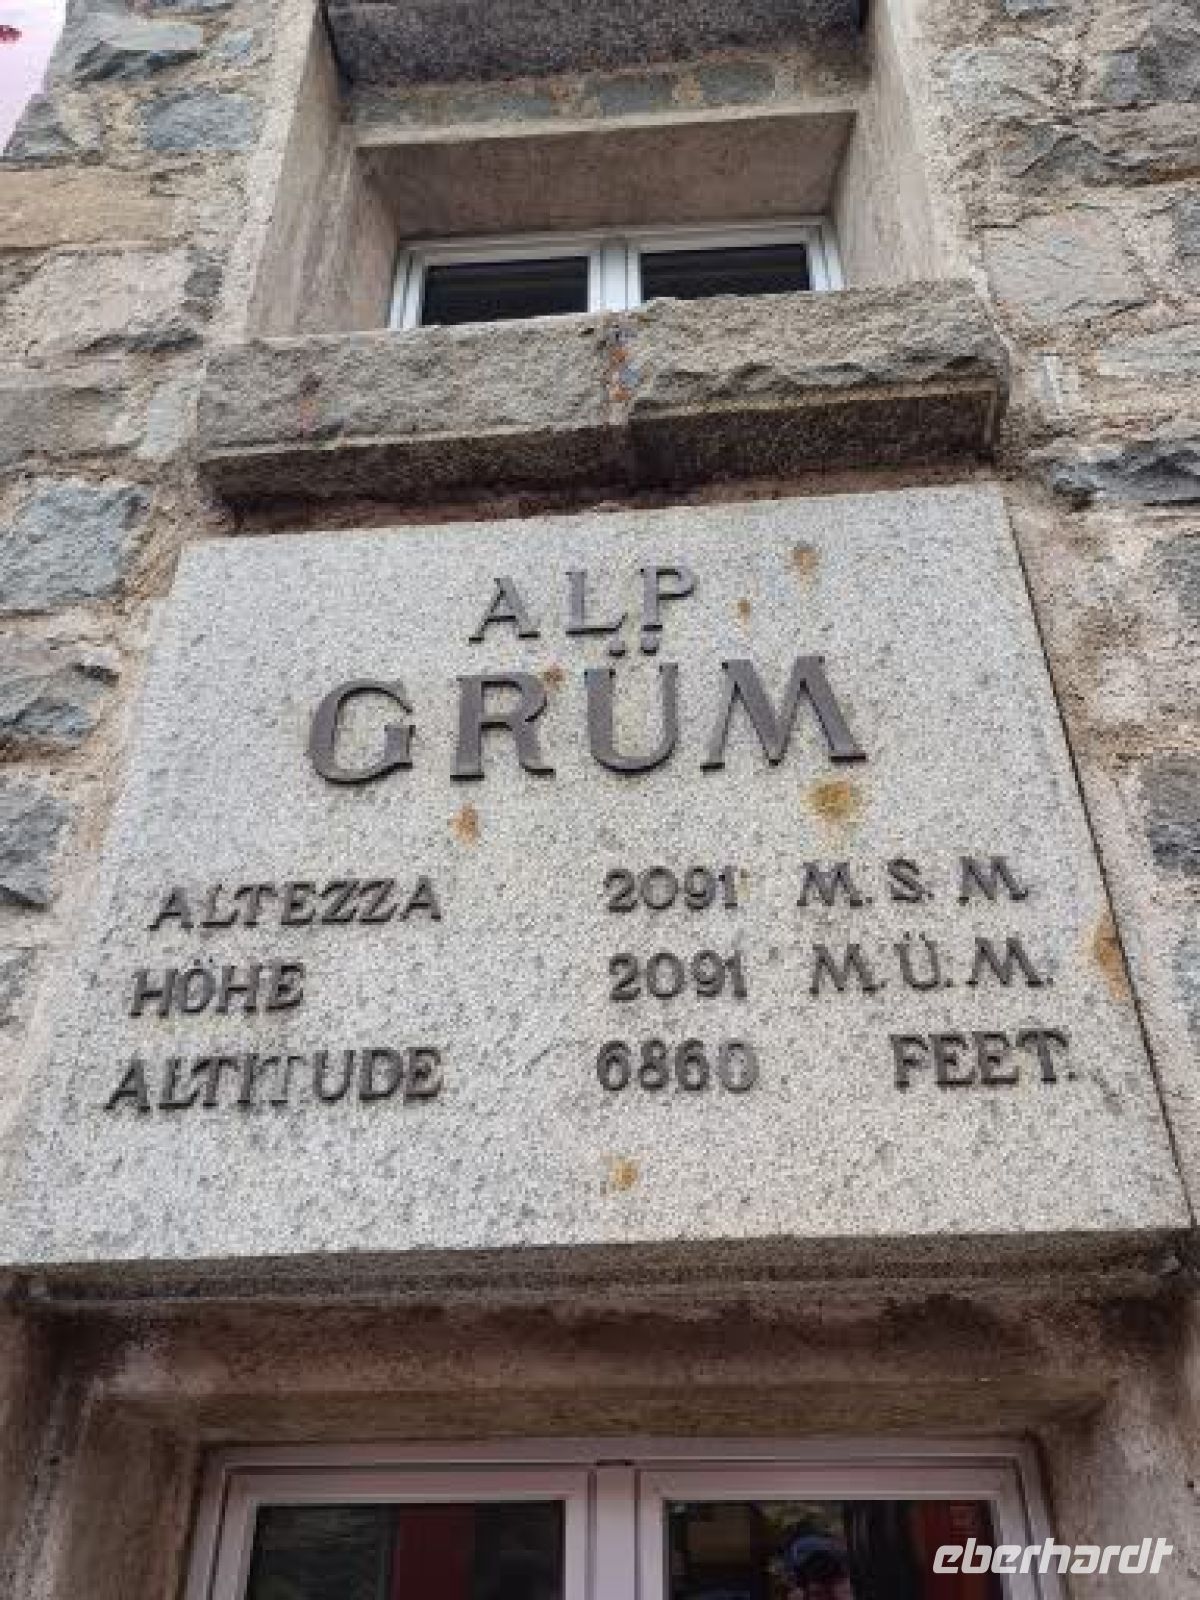 ALP
GRÜM
ALTEZZA 2091 M.S.M.
HÖHE 2091 M.Ü.M.
ALTITUDE 6860 FEET.
eberhardt